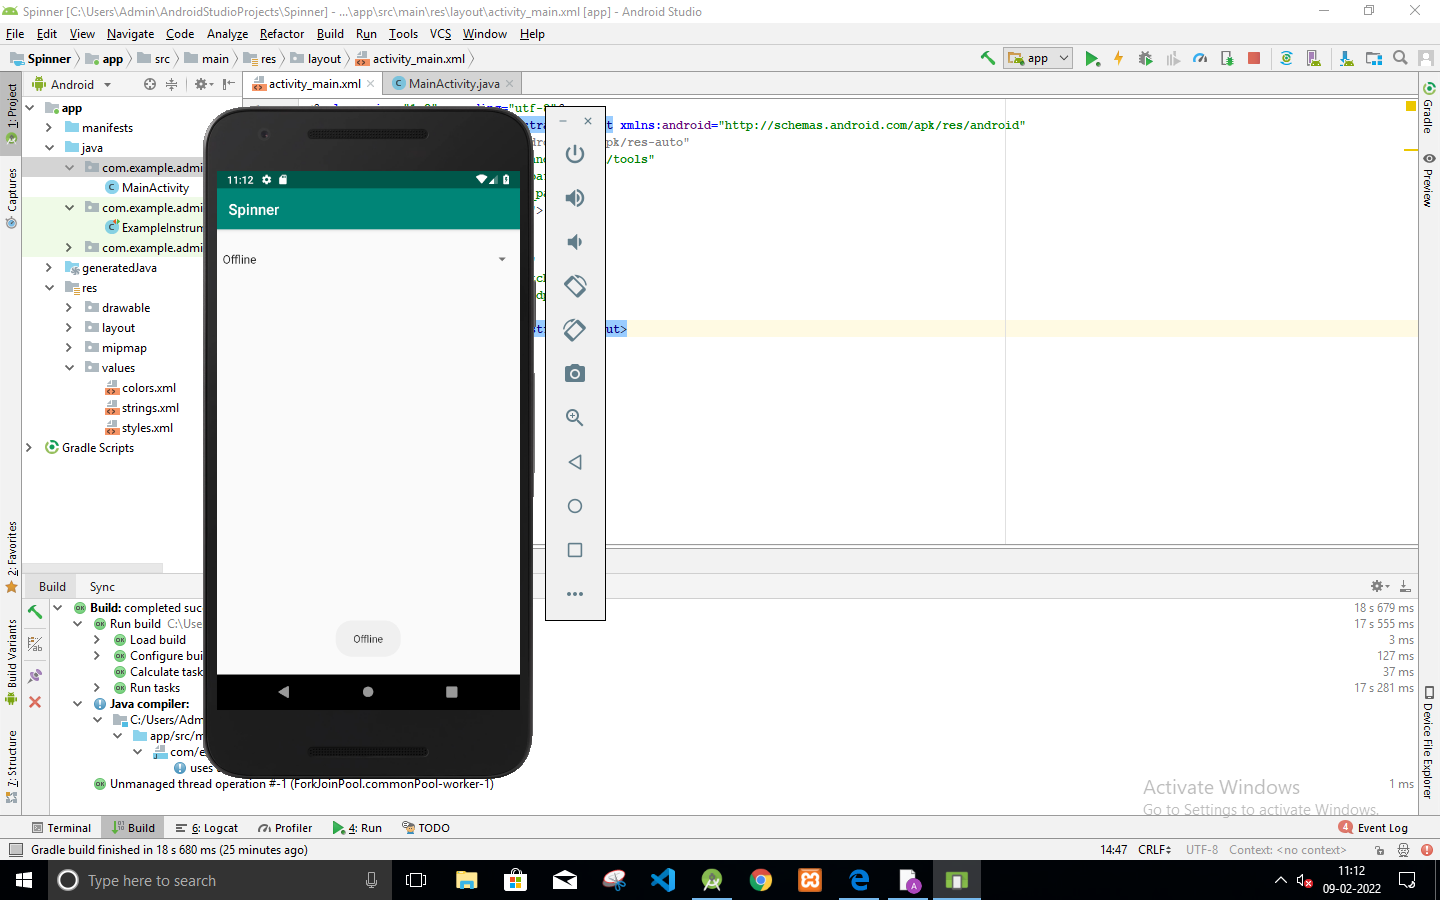 Spinner [C:\Users\Admin\AndroidStudioProjects\Spinner] - ...\app\src\main\res\layout\activity_main.xml [app] - Android Studio
File Edit View Navigate Code Analyze Refactor Build Run Tools VCS Window Help
Spinner app src main res layout activity_main.xml
app
Android
activity_main.xml
MainActivity.java
1: Project
Captures
2: Favorites
Build Variants
7: Structure
app
manifests
java
com.example.admi
MainActivity
com.example.admi
ExampleInstrum
com.example.admi
generatedJava
res
drawable
layout
mipmap
values
colors.xml
strings.xml
styles.xml
Gradle Scripts
11:12
Spinner
Offline
Offline
xmlns:android="http://schemas.android.com/apk/res/android"
pk/res-auto"
/tools"
/>
ut>
Gradle
Preview
Device File Explorer
Build Sync
Build: completed suc
Run build C:\Use
Load build
Configure bui
Calculate task
Run tasks
Java compiler:
C:/Users/Adm
app/src/m
com/e
uses
Unmanaged thread operation #-1 (ForkJoinPool.commonPool-worker-1)
18 s 679 ms
17 s 555 ms
3 ms
127 ms
37 ms
17 s 281 ms
1 ms
Activate Windows
Go to Settings to activate Windows.
Terminal Build 6: Logcat Profiler 4: Run TODO
4 Event Log
Gradle build finished in 18 s 680 ms (25 minutes ago)
14:47 CRLF UTF-8 Context: <no context>
Type here to search
11:12
09-02-2022